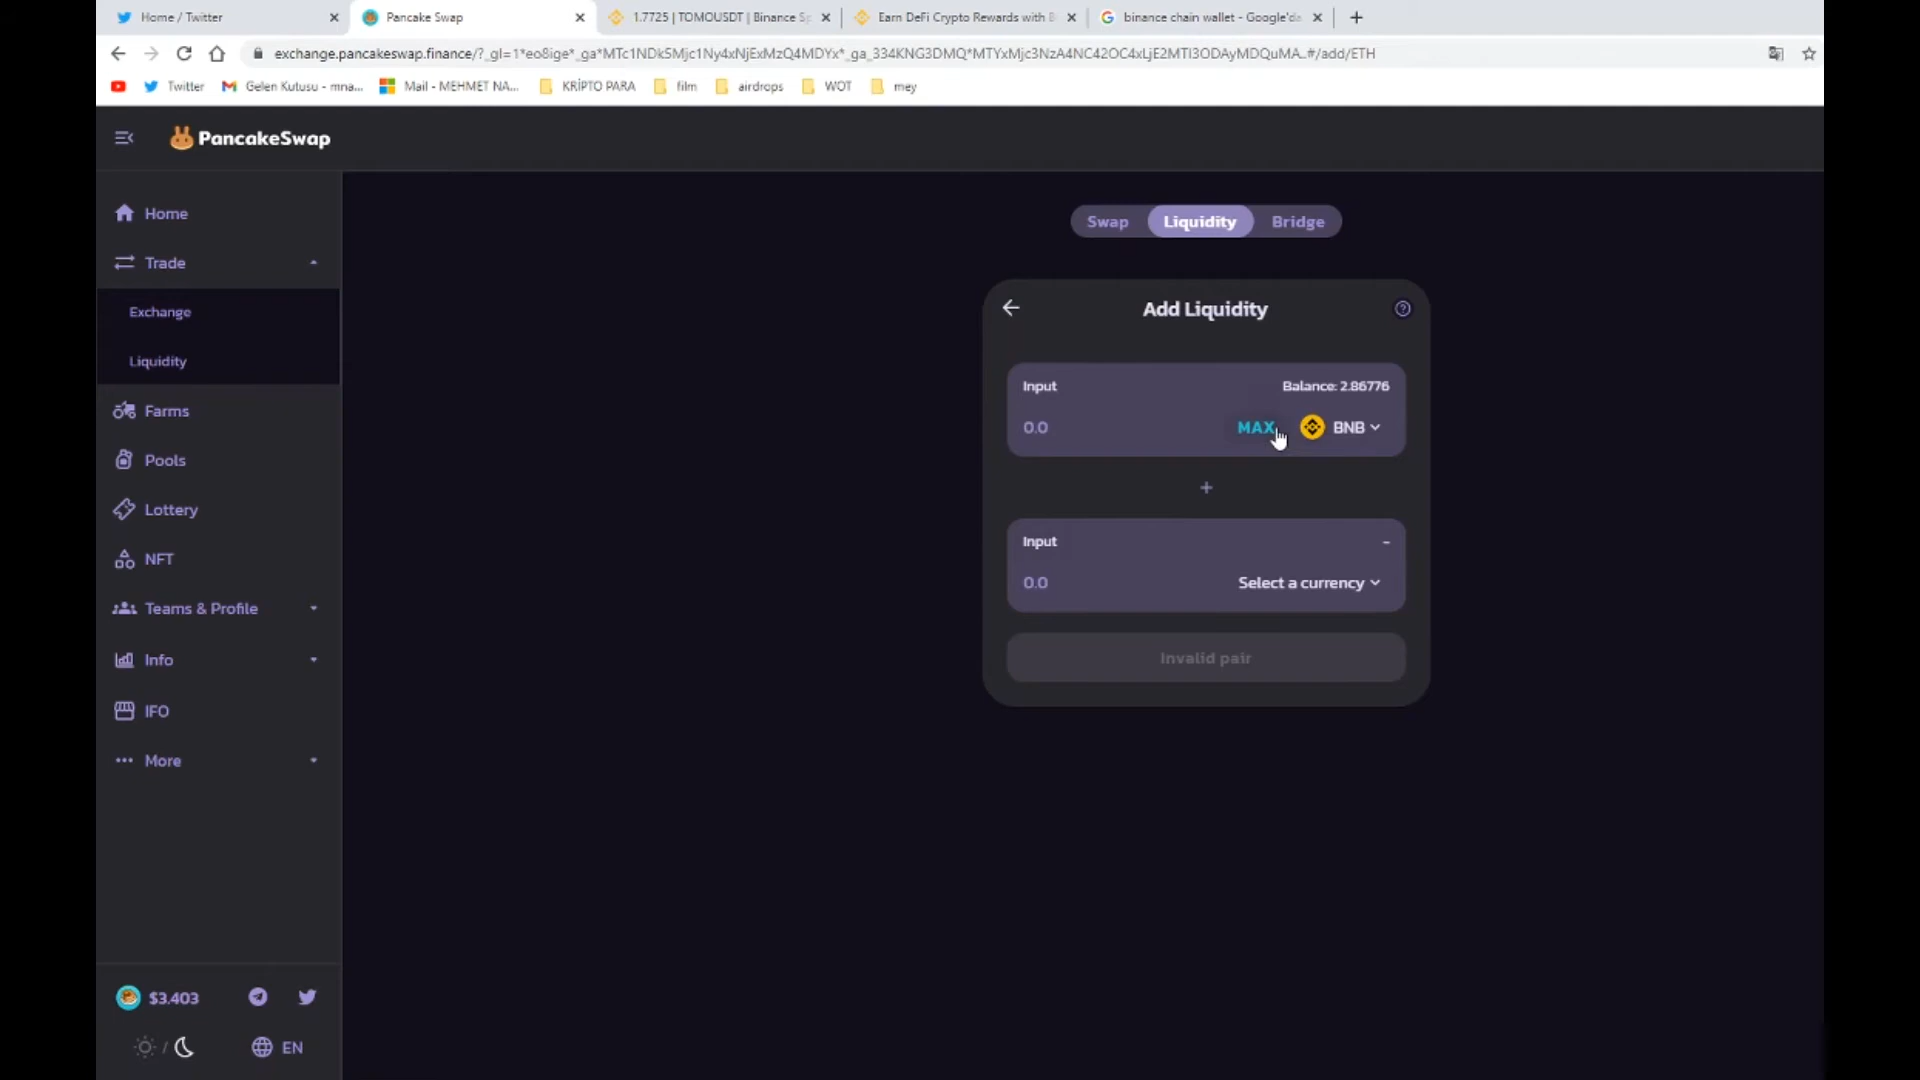 Home / Twitter
Pancake Swap
1.7725 | TOMOUSDT | Binance Sp
Earn DeFi Crypto Rewards with B
binance chain wallet - Google'da
exchange.pancakeswap.finance/?_gl=1*eo8ige*_ga*MTc1NDk5Mjc1Ny4xNjExMzQ4MDYx*_ga_334KNG3DMQ*MTYxMjc3NzA4NC42OC4xLjE2MTI3ODAyMDQuMA..#/add/ETH
Twitter
Gelen Kutusu - mna...
Mail - MEHMET NA...
KRİPTO PARA
film
airdrops
WOT
mey
PancakeSwap
Home
Trade
Exchange
Liquidity
Farms
Pools
Lottery
NFT
Teams & Profile
Info
IFO
More
$3.403
/
EN
Swap
Liquidity
Bridge
Add Liquidity
Input
Balance: 2.86776
0.0
MAX
BNB
+
Input
-
0.0
Select a currency
Invalid pair